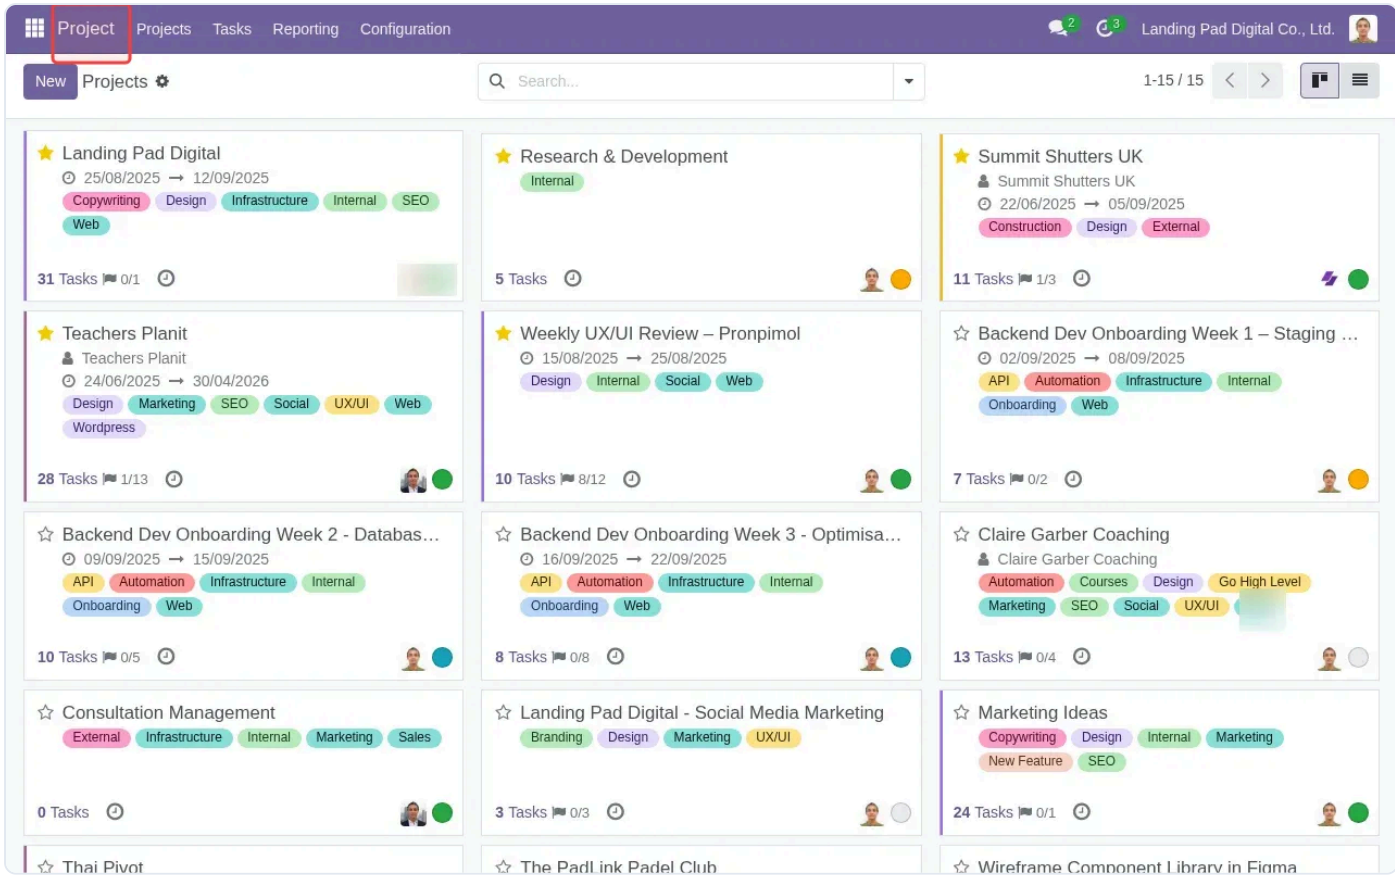 Project Projects Tasks Reporting Configuration 2 3 Landing Pad Digital Co., Ltd.
New Projects Search... 1-15 / 15
Landing Pad Digital
25/08/2025 → 12/09/2025
Copywriting Design Infrastructure Internal SEO
Web
31 Tasks 0/1
Research & Development
Internal
5 Tasks
Summit Shutters UK
Summit Shutters UK
22/06/2025 → 05/09/2025
Construction Design External
11 Tasks 1/3
Teachers Planit
Teachers Planit
24/06/2025 → 30/04/2026
Design Marketing SEO Social UX/UI Web
Wordpress
28 Tasks 1/13
Weekly UX/UI Review – Pronpimol
15/08/2025 → 25/08/2025
Design Internal Social Web
10 Tasks 8/12
Backend Dev Onboarding Week 1 – Staging ...
02/09/2025 → 08/09/2025
API Automation Infrastructure Internal
Onboarding Web
7 Tasks 0/2
Backend Dev Onboarding Week 2 - Databas...
09/09/2025 → 15/09/2025
API Automation Infrastructure Internal
Onboarding Web
10 Tasks 0/5
Backend Dev Onboarding Week 3 - Optimisa...
16/09/2025 → 22/09/2025
API Automation Infrastructure Internal
Onboarding Web
8 Tasks 0/8
Claire Garber Coaching
Claire Garber Coaching
Automation Courses Design Go High Level
Marketing SEO Social UX/UI
13 Tasks 0/4
Consultation Management
External Infrastructure Internal Marketing Sales
0 Tasks
Landing Pad Digital - Social Media Marketing
Branding Design Marketing UX/UI
3 Tasks 0/3
Marketing Ideas
Copywriting Design Internal Marketing
New Feature SEO
24 Tasks 0/1
Thai Pivot
The PadLink Padel Club
Wireframe Component Library in Figma